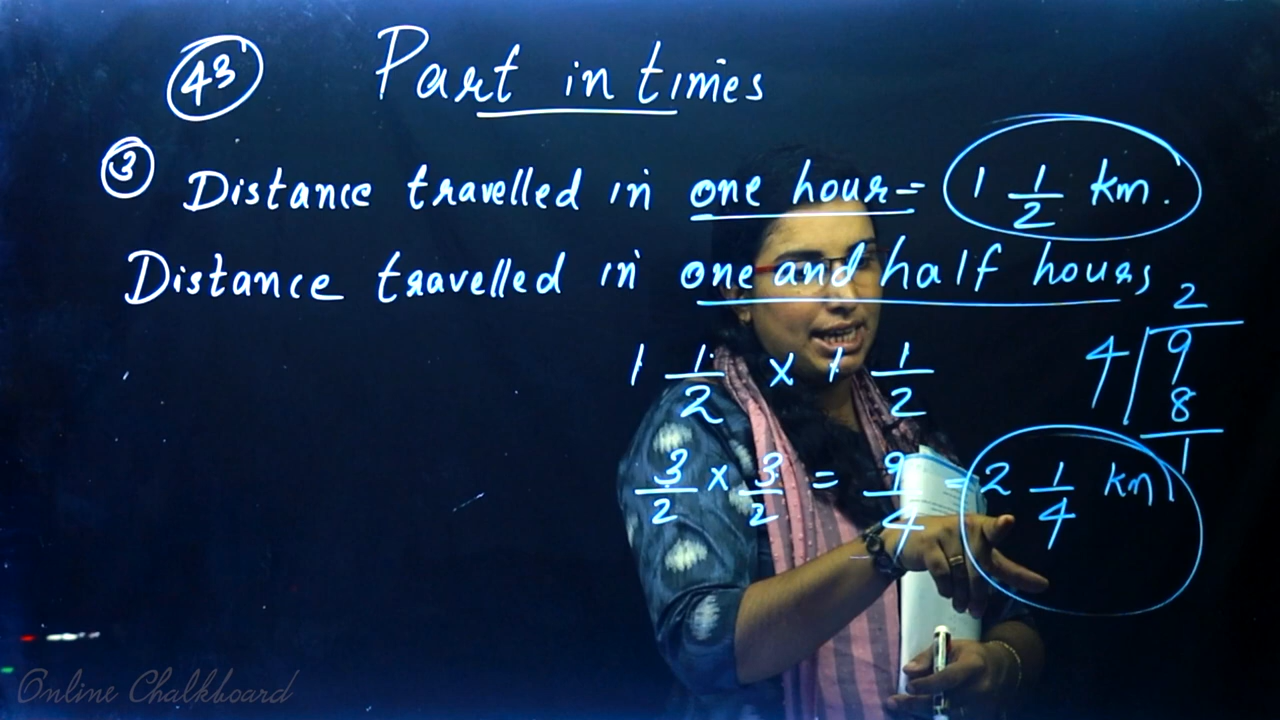 43 Part in times
3 Distance travelled in one hour = 1 1/2 km.
Distance travelled in one and half hours
1 1/2 x 1 1/2
3/2 x 3/2 = 9/4 = 2 1/4 km
2
4 9
8
1
Online Chalkboard